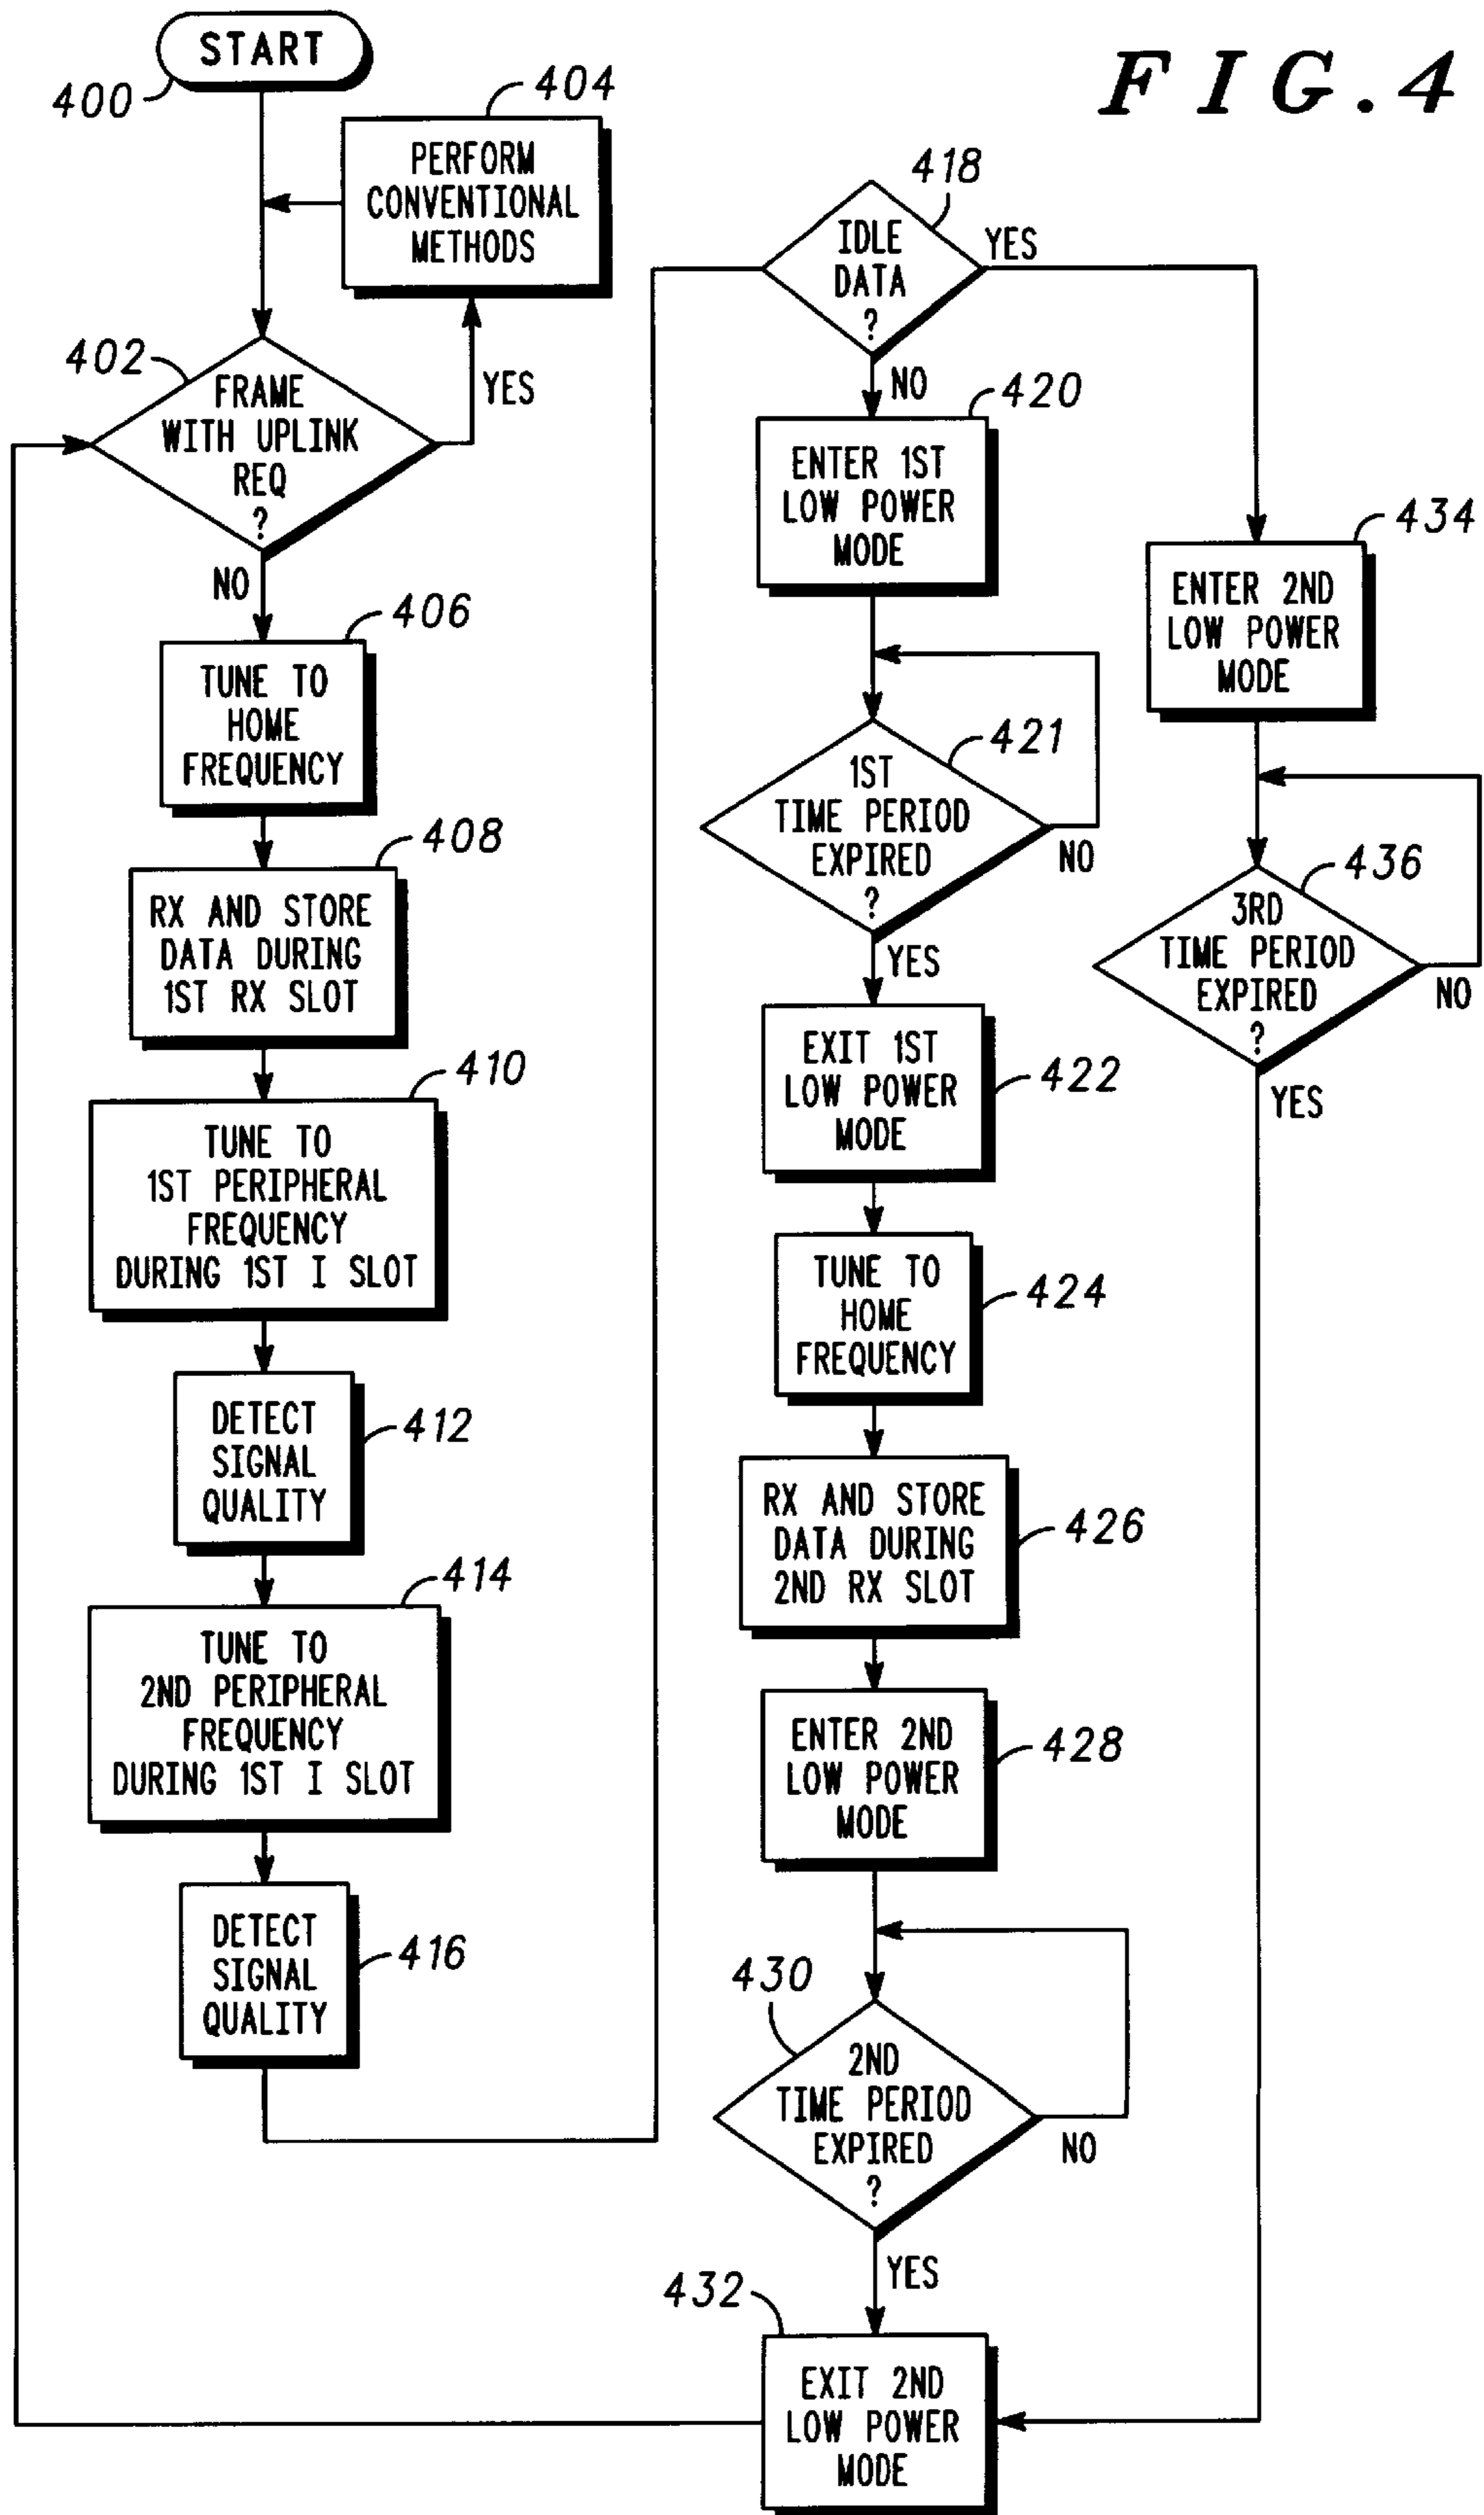 FIG.4
START
400
404
PERFORM
CONVENTIONAL
METHODS
402
FRAME
WITH UPLINK
REQ
?
YES
NO
406
TUNE TO
HOME
FREQUENCY
408
RX AND STORE
DATA DURING
1ST RX SLOT
410
TUNE TO
1ST PERIPHERAL
FREQUENCY
DURING 1ST I SLOT
412
DETECT
SIGNAL
QUALITY
414
TUNE TO
2ND PERIPHERAL
FREQUENCY
DURING 1ST I SLOT
416
DETECT
SIGNAL
QUALITY
418
IDLE
DATA
?
YES
NO
420
ENTER 1ST
LOW POWER
MODE
421
1ST
TIME PERIOD
EXPIRED
?
NO
YES
422
EXIT 1ST
LOW POWER
MODE
424
TUNE TO
HOME
FREQUENCY
426
RX AND STORE
DATA DURING
2ND RX SLOT
428
ENTER 2ND
LOW POWER
MODE
430
2ND
TIME PERIOD
EXPIRED
?
NO
YES
432
EXIT 2ND
LOW POWER
MODE
434
ENTER 2ND
LOW POWER
MODE
436
3RD
TIME PERIOD
EXPIRED
?
NO
YES